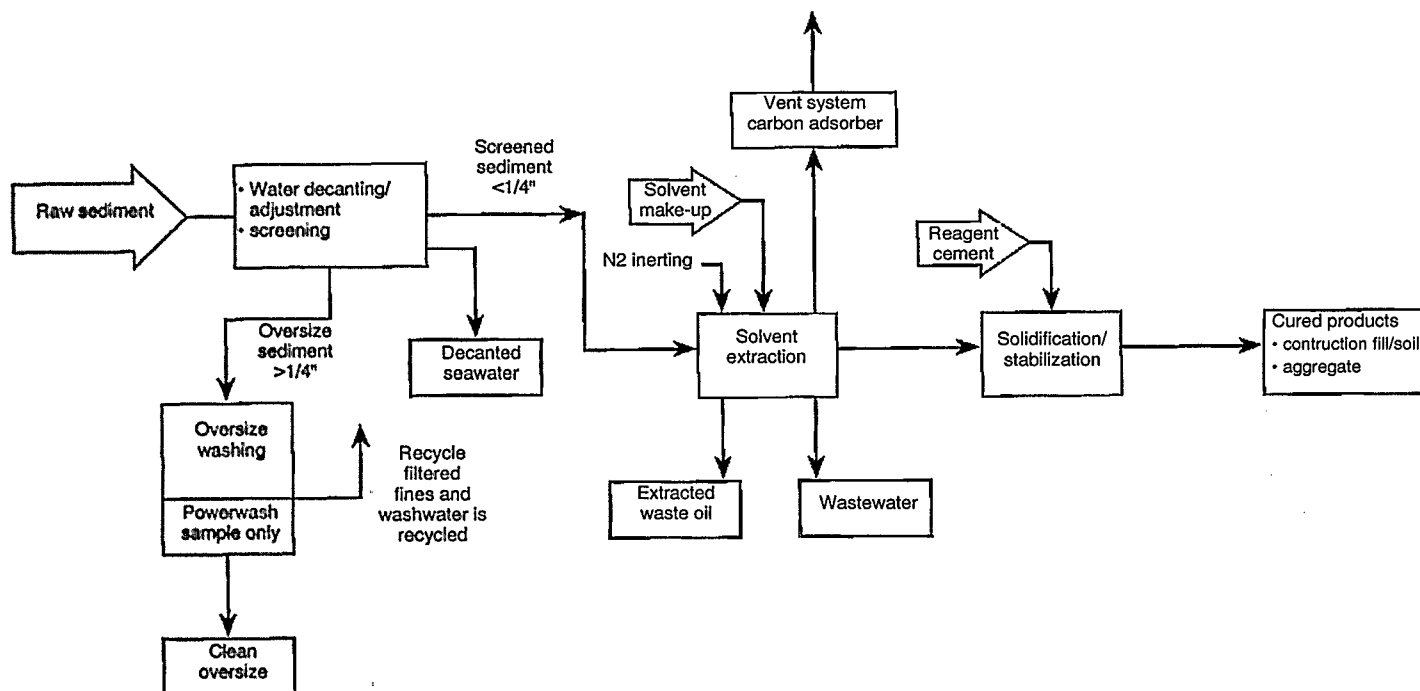 Vent system
carbon adsorber
Screened
sediment
<1/4"
Raw sediment
• Water decanting/
adjustment
• screening
Solvent
make-up
N2 inerting
Reagent
cement
Oversize
sediment
>1/4"
Decanted
seawater
Solvent
extraction
Solidification/
stabilization
Cured products
• contruction fill/soil
• aggregate
Oversize
washing
Powerwash
sample only
Recycle
filtered
fines and
washwater is
recycled
Extracted
waste oil
Wastewater
Clean
oversize